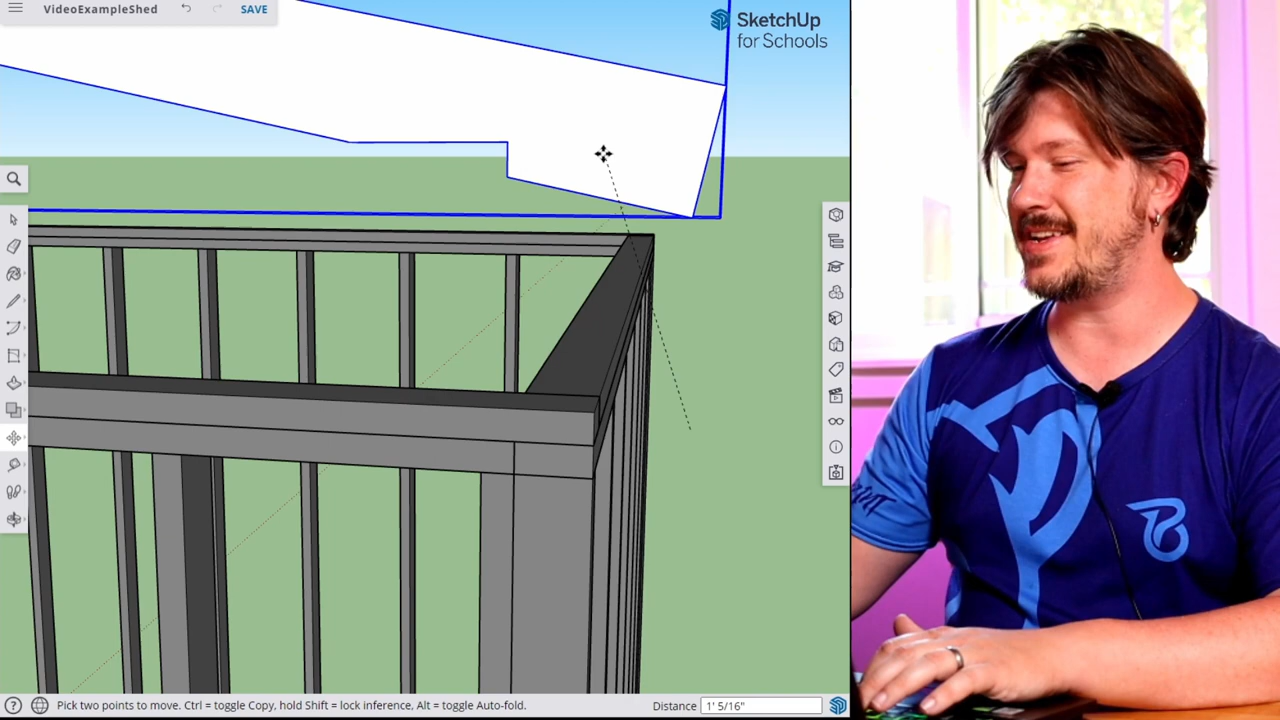 VideoExampleShed
SAVE
SketchUp
for Schools
Pick two points to move. Ctrl = toggle Copy, hold Shift = lock inference, Alt = toggle Auto-fold.
Distance
1' 5/16"